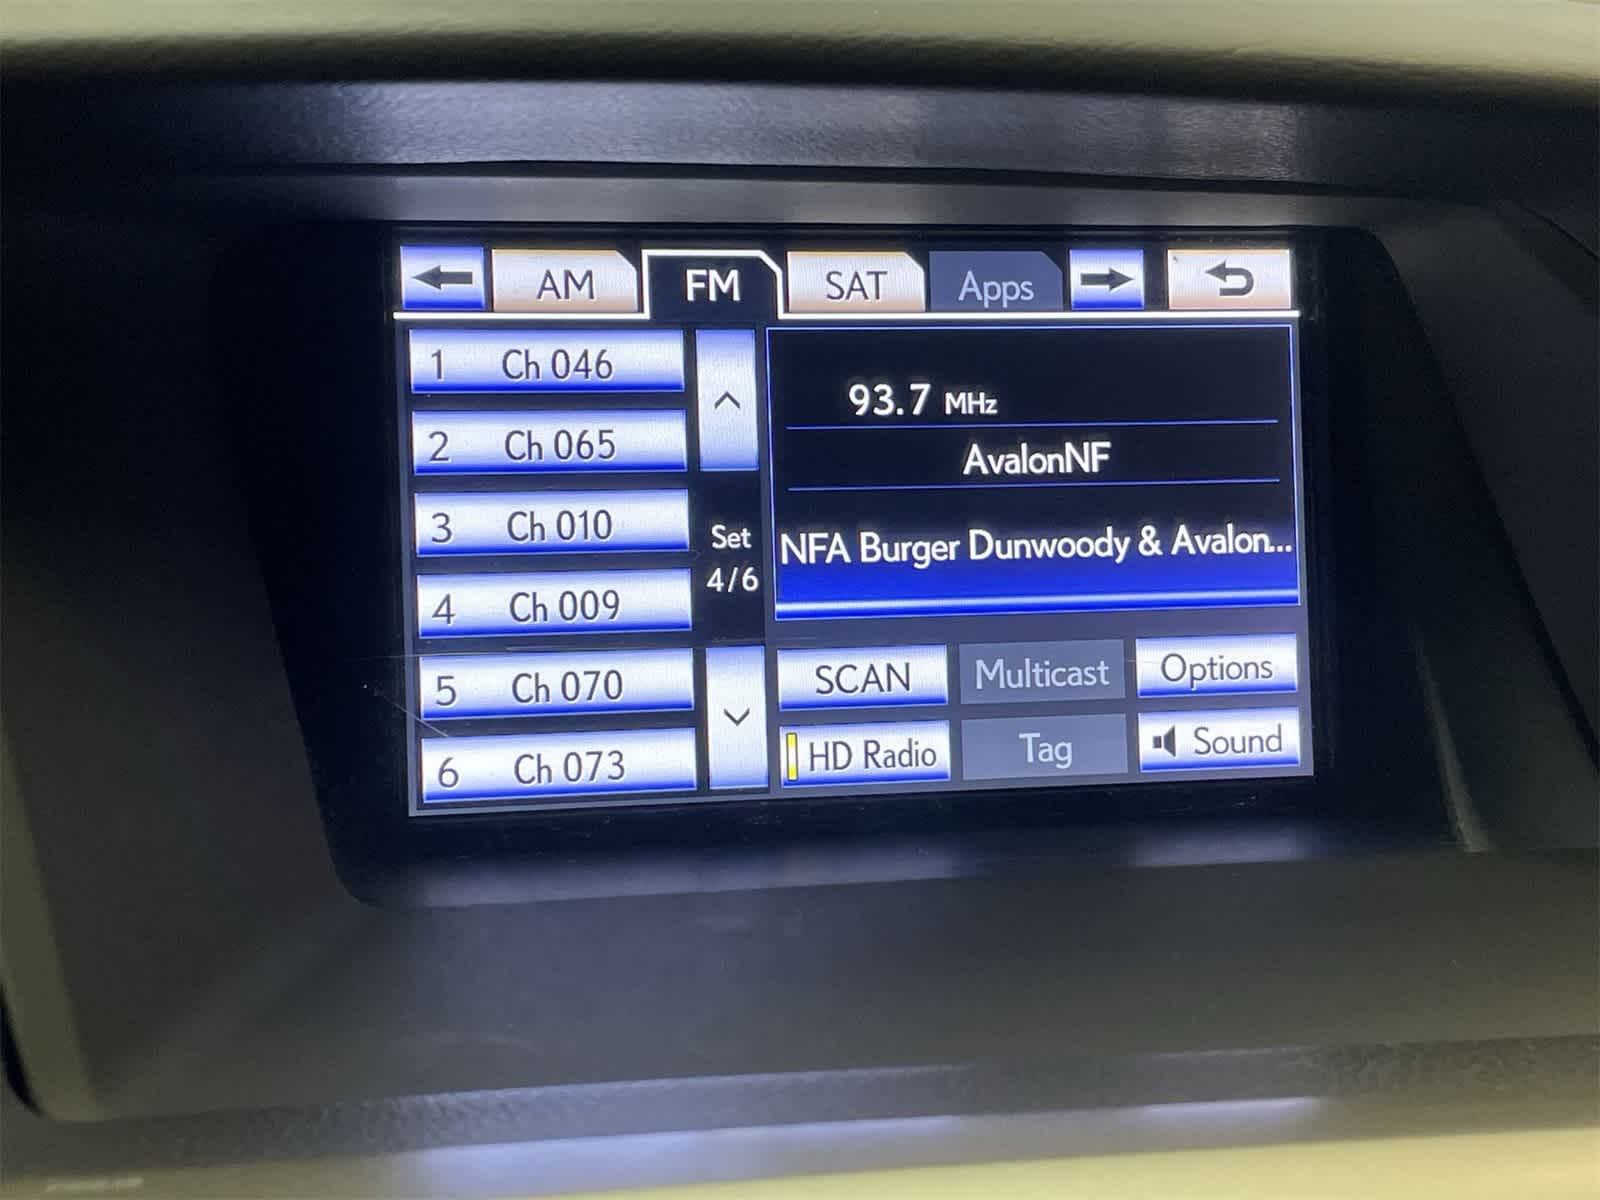 AM
FM
SAT
Apps
1 Ch 046
2 Ch 065
3 Ch 010
4 Ch 009
5 Ch 070
6 Ch 073
Set
4/6
93.7 MHz
AvalonNF
NFA Burger Dunwoody & Avalon...
SCAN
Multicast
Options
HD Radio
Tag
Sound